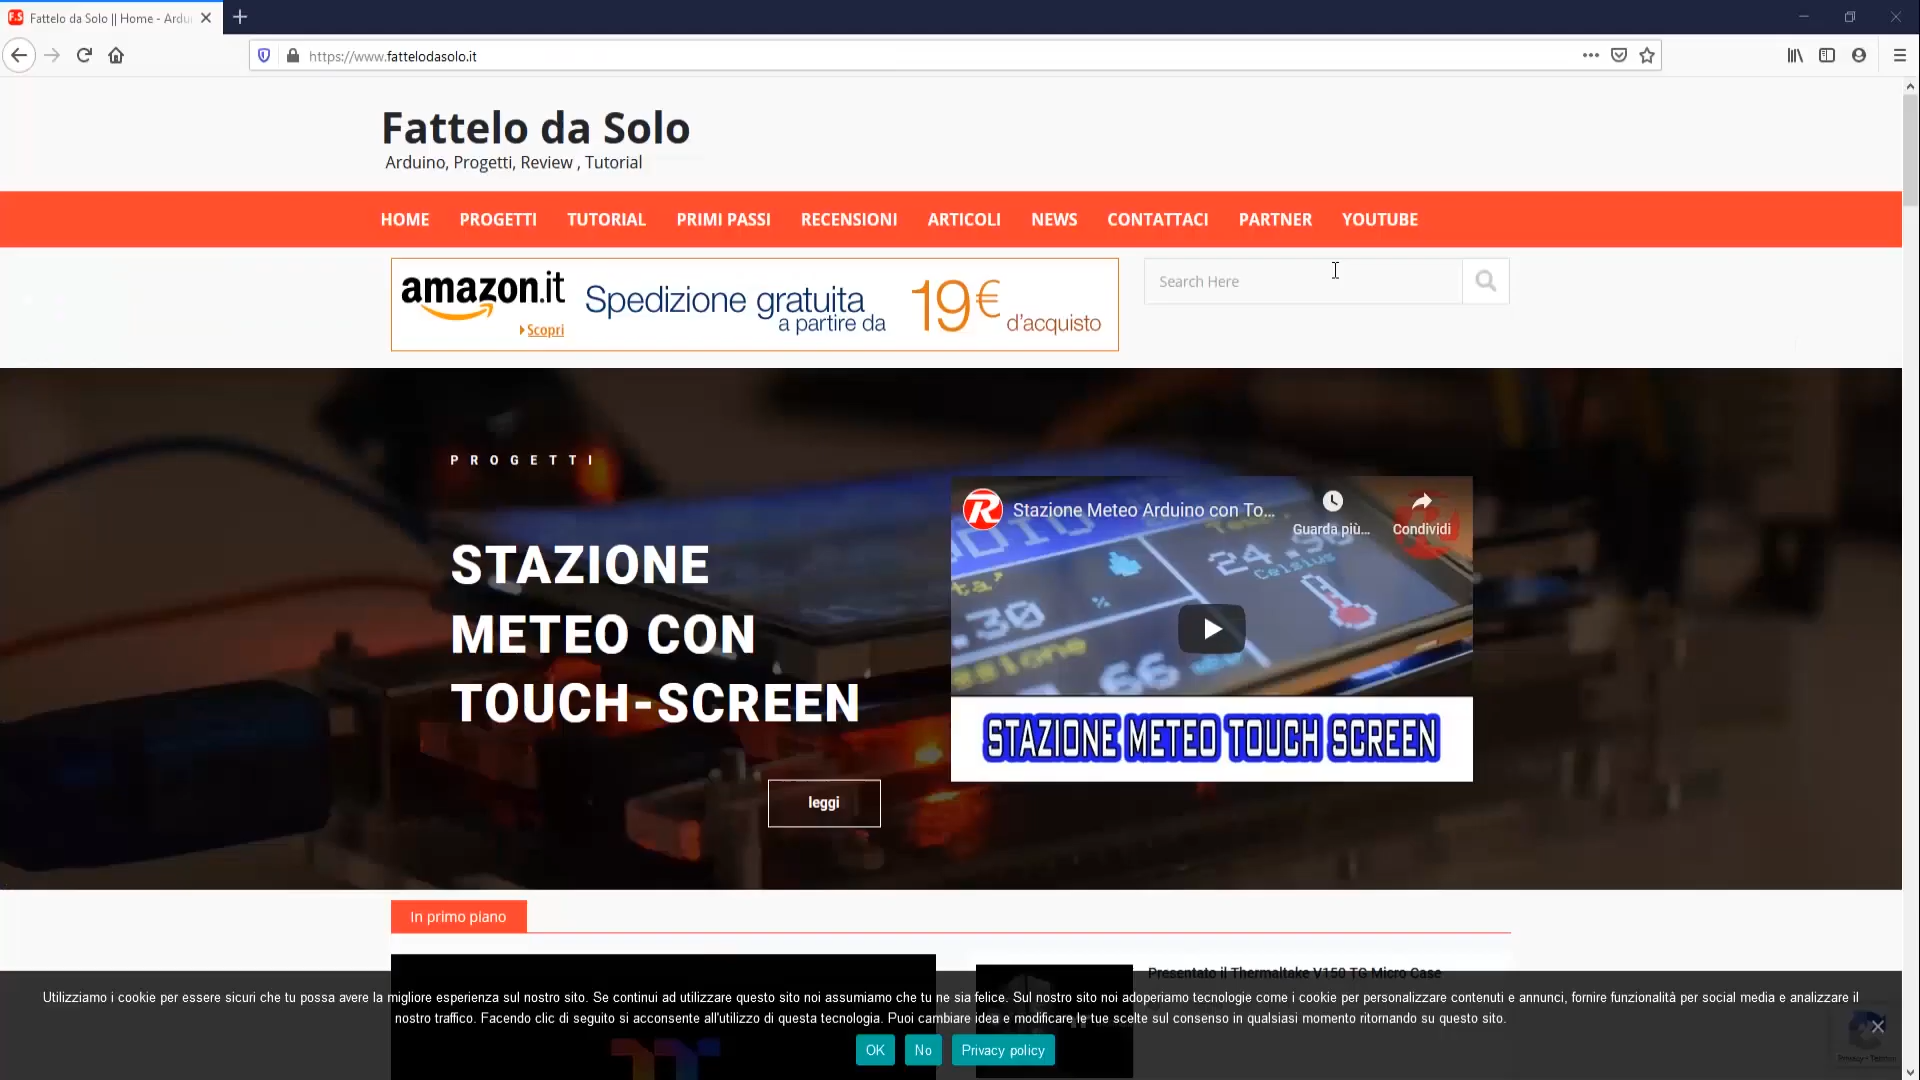 Fattelo da Solo || Home - Ardu
https://www.fattelodasolo.it
Fattelo da Solo
Arduino, Progetti, Review , Tutorial
HOME PROGETTI TUTORIAL PRIMI PASSI RECENSIONI ARTICOLI NEWS CONTATTACI PARTNER YOUTUBE
amazon.it
Scopri
Spedizione gratuita
a partire da
19€
d'acquisto
Search Here
PROGETTI
STAZIONE
METEO CON
TOUCH-SCREEN
leggi
Stazione Meteo Arduino con To...
Guarda più...
Condividi
Celsius
.30 %
66
STAZIONE METEO TOUCH SCREEN
In primo piano
Presentato il Thermaltake V150 TG Micro Case
Utilizziamo i cookie per essere sicuri che tu possa avere la migliore esperienza sul nostro sito. Se continui ad utilizzare questo sito noi assumiamo che tu ne sia felice. Sul nostro sito noi adoperiamo tecnologie come i cookie per personalizzare contenuti e annunci, fornire funzionalità per social media e analizzare il
nostro traffico. Facendo clic di seguito si acconsente all'utilizzo di questa tecnologia. Puoi cambiare idea e modificare le tue scelte sul consenso in qualsiasi momento ritornando su questo sito.
OK No Privacy policy